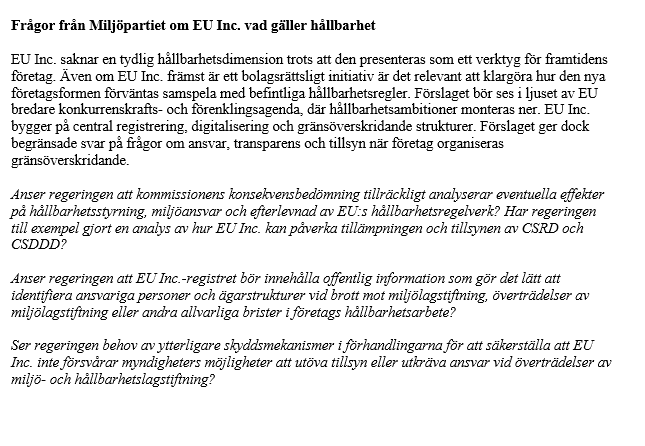 Frågor från Miljöpartiet om EU Inc. vad gäller hållbarhet
EU Inc. saknar en tydlig hållbarhetsdimension trots att den presenteras som ett verktyg för framtidens
företag. Även om EU Inc. främst är ett bolagsrättsligt initiativ är det relevant att klargöra hur den nya
företagsformen förväntas samspela med befintliga hållbarhetsregler. Förslaget bör ses i ljuset av EU
bredare konkurrenskrafts- och förenklingsagenda, där hållbarhetsambitioner monteras ner. EU Inc.
bygger på central registrering, digitalisering och gränsöverskridande strukturer. Förslaget ger dock
begränsade svar på frågor om ansvar, transparens och tillsyn när företag organiseras
gränsöverskridande.
Anser regeringen att kommissionens konsekvensbedömning tillräckligt analyserar eventuella effekter
på hållbarhetsstyrning, miljöansvar och efterlevnad av EU:s hållbarhetsregelverk? Har regeringen
till exempel gjort en analys av hur EU Inc. kan påverka tillämpningen och tillsynen av CSRD och
CSDDD?
Anser regeringen att EU Inc.-registret bör innehålla offentlig information som gör det lätt att
identifiera ansvariga personer och ägarstrukturer vid brott mot miljölagstiftning, överträdelser av
miljölagstiftning eller andra allvarliga brister i företags hållbarhetsarbete?
Ser regeringen behov av ytterligare skyddsmekanismer i förhandlingarna för att säkerställa att EU
Inc. inte försvårar myndigheters möjligheter att utöva tillsyn eller utkräva ansvar vid överträdelser av
miljö- och hållbarhetslagstiftning?